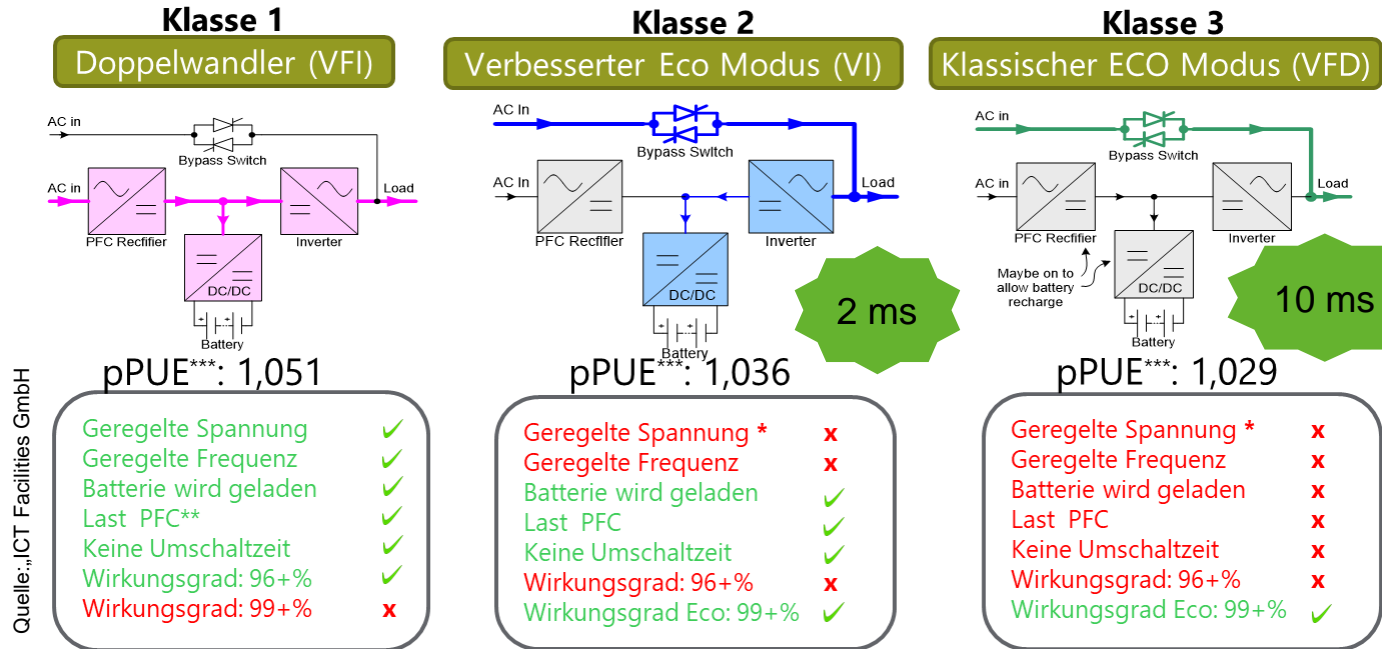 Klasse 1
Doppelwandler (VFI)
AC in
Bypass Switch
AC in
Load
PFC Rectifier
Inverter
DC/DC
Battery
pPUE***: 1,051
Geregelte Spannung ✓
Geregelte Frequenz ✓
Batterie wird geladen ✓
Last PFC** ✓
Keine Umschaltzeit ✓
Wirkungsgrad: 96+% ✓
Wirkungsgrad: 99+% x
Klasse 2
Verbesserter Eco Modus (VI)
AC In
Bypass Switch
AC In
Load
PFC Rectifier
Inverter
DC/DC
Battery
2 ms
pPUE***: 1,036
Geregelte Spannung * x
Geregelte Frequenz x
Batterie wird geladen ✓
Last PFC ✓
Keine Umschaltzeit ✓
Wirkungsgrad: 96+% x
Wirkungsgrad Eco: 99+% ✓
Klasse 3
Klassischer ECO Modus (VFD)
AC in
Bypass Switch
AC in
Load
PFC Rectifier
Inverter
Maybe on to
allow battery
recharge
DC/DC
Battery
10 ms
pPUE***: 1,029
Geregelte Spannung * x
Geregelte Frequenz x
Batterie wird geladen x
Last PFC x
Keine Umschaltzeit x
Wirkungsgrad: 96+% x
Wirkungsgrad Eco: 99+% ✓
Quelle:„ICT Facilities GmbH